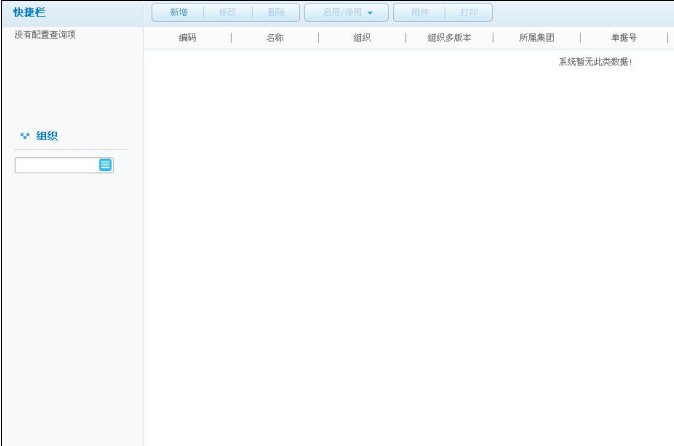 快捷栏
新增 修改 删除 启用/停用 附件 打印
没有配置查询项
编码 名称 组织 组织多版本 所属集团 单据号
系统暂无此类数据!
组织